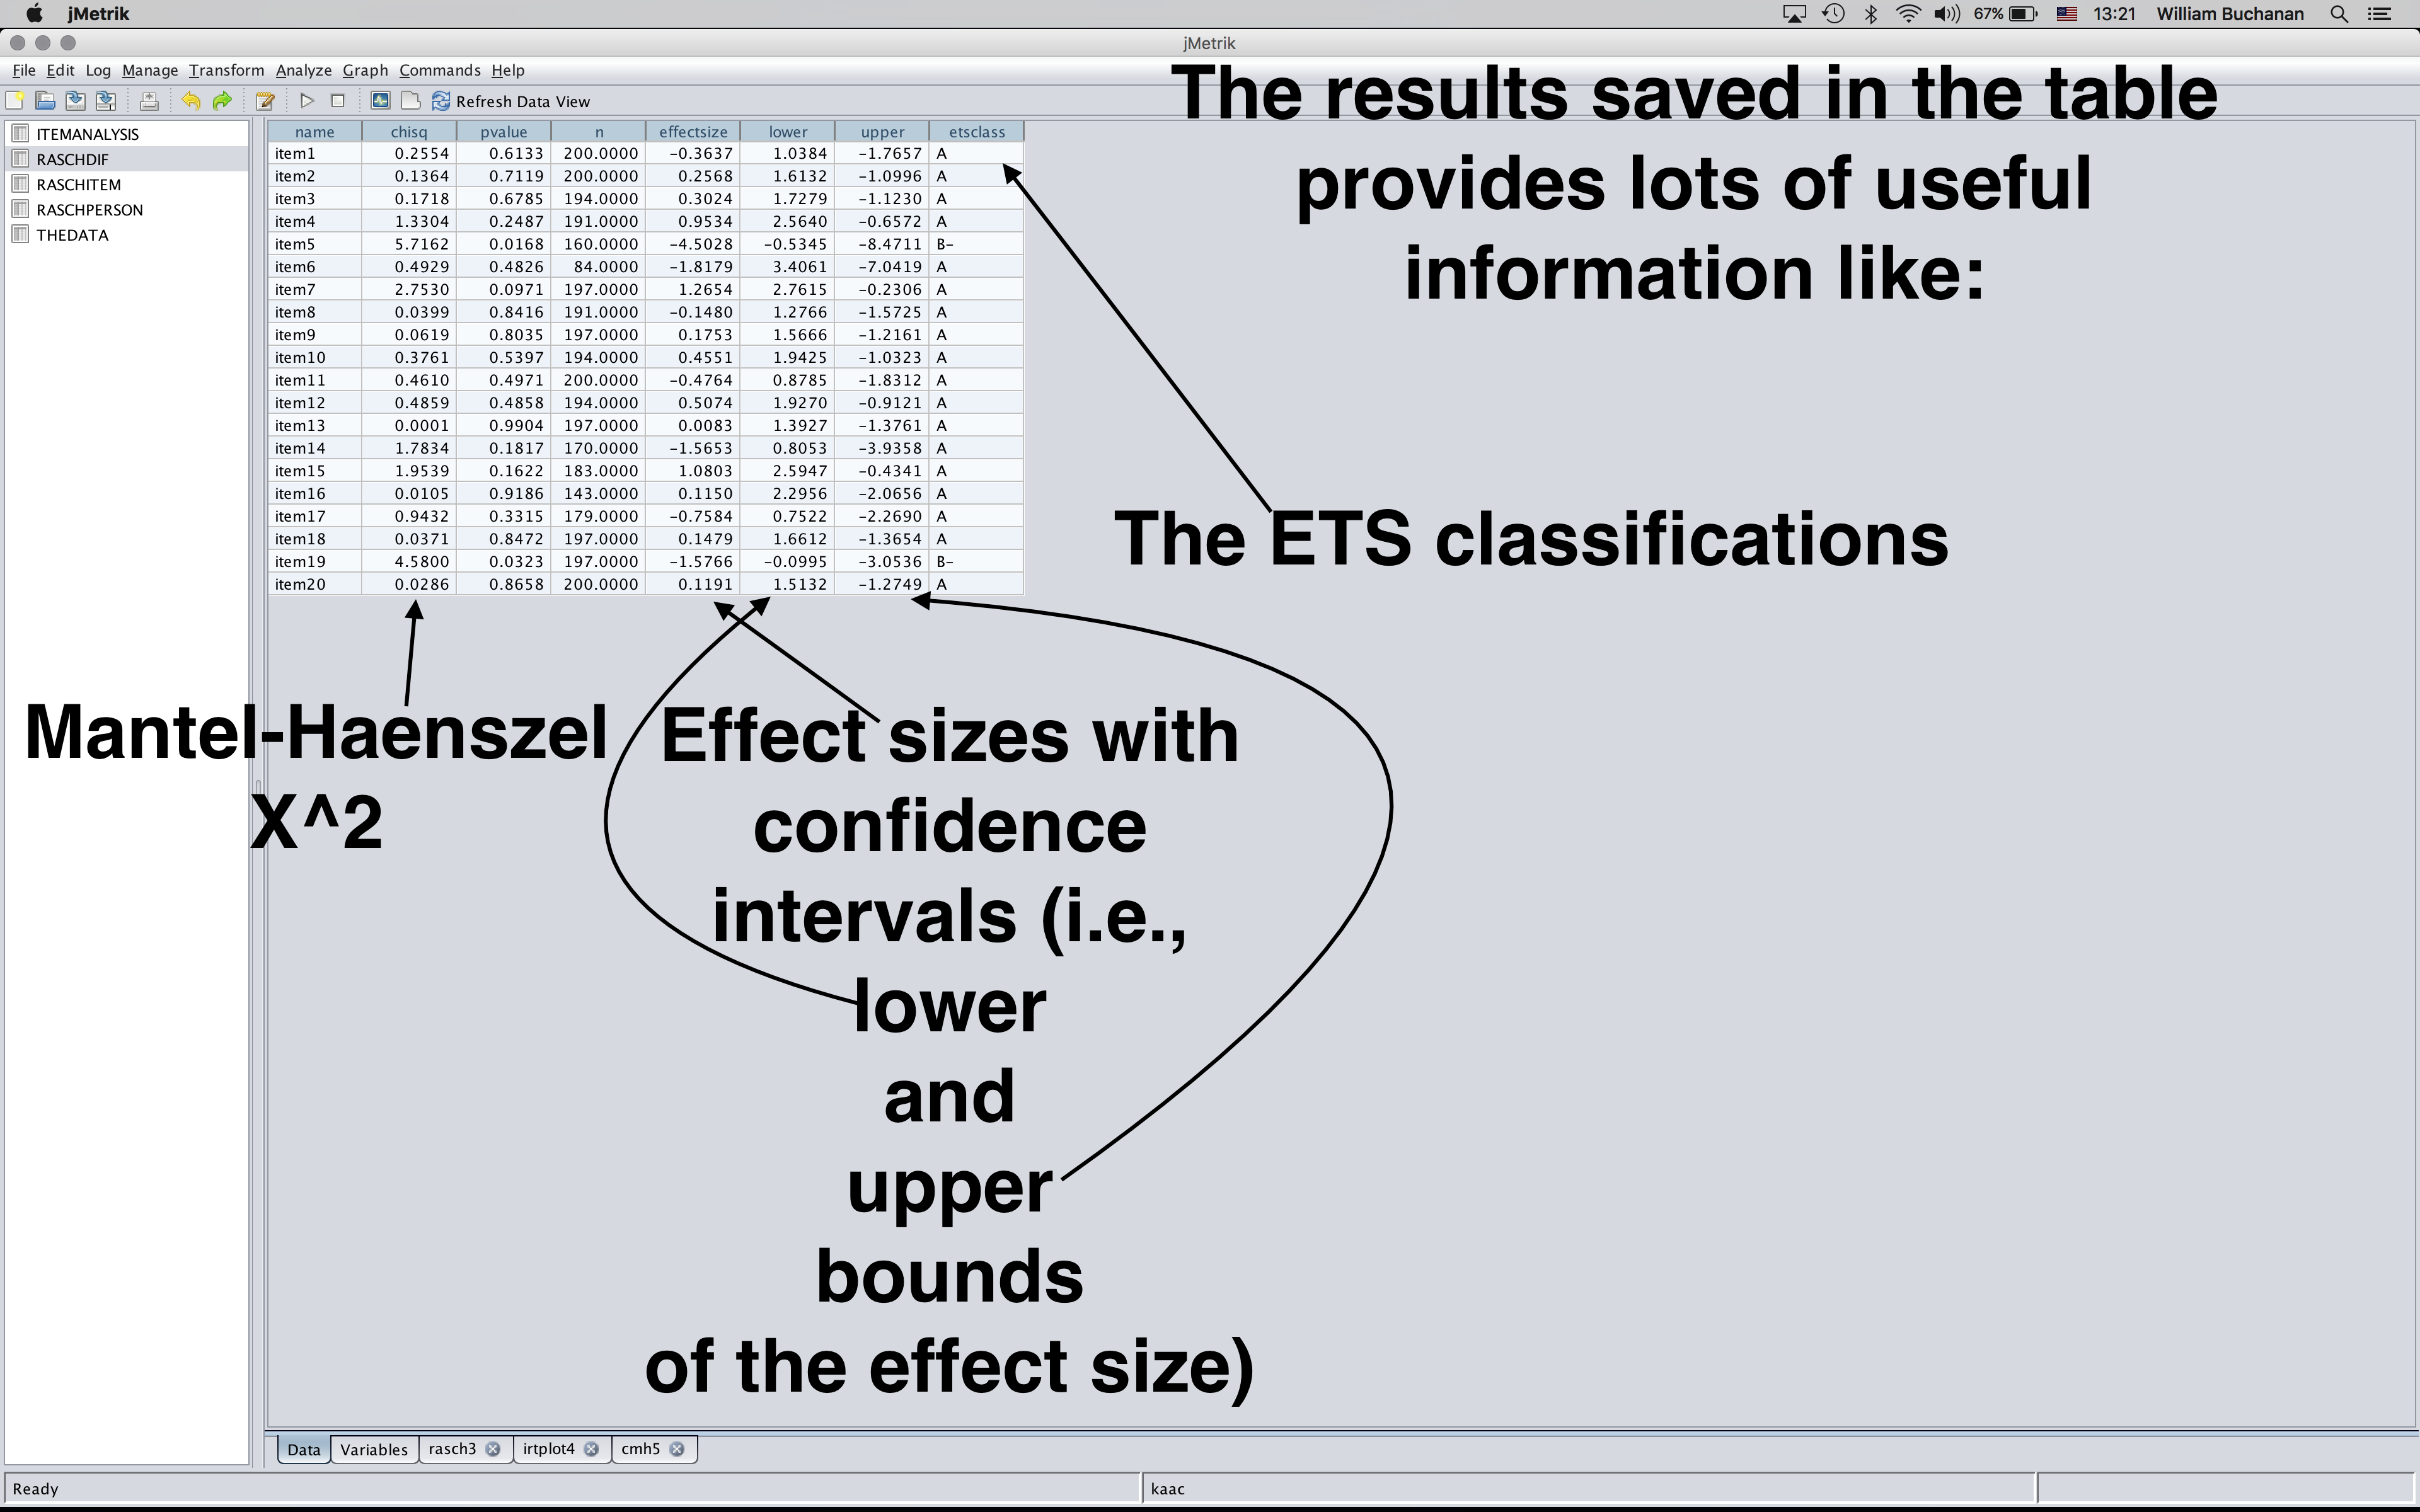 jMetrik
67% 13:21 William Buchanan
jMetrik
File Edit Log Manage Transform Analyze Graph Commands Help
Refresh Data View
The results saved in the table
provides lots of useful
information like:
ITEMANALYSIS
RASCHDIF
RASCHITEM
RASCHPERSON
THEDATA
name chisq pvalue n effectsize lower upper etsclass
item1 0.2554 0.6133 200.0000 −0.3637 1.0384 −1.7657 A
item2 0.1364 0.7119 200.0000 0.2568 1.6132 −1.0996 A
item3 0.1718 0.6785 194.0000 0.3024 1.7279 −1.1230 A
item4 1.3304 0.2487 191.0000 0.9534 2.5640 −0.6572 A
item5 5.7162 0.0168 160.0000 −4.5028 −0.5345 −8.4711 B−
item6 0.4929 0.4826 84.0000 −1.8179 3.4061 −7.0419 A
item7 2.7530 0.0971 197.0000 1.2654 2.7615 −0.2306 A
item8 0.0399 0.8416 191.0000 −0.1480 1.2766 −1.5725 A
item9 0.0619 0.8035 197.0000 0.1753 1.5666 −1.2161 A
item10 0.3761 0.5397 194.0000 0.4551 1.9425 −1.0323 A
item11 0.4610 0.4971 200.0000 −0.4764 0.8785 −1.8312 A
item12 0.4859 0.4858 194.0000 0.5074 1.9270 −0.9121 A
item13 0.0001 0.9904 197.0000 0.0083 1.3927 −1.3761 A
item14 1.7834 0.1817 170.0000 −1.5653 0.8053 −3.9358 A
item15 1.9539 0.1622 183.0000 1.0803 2.5947 −0.4341 A
item16 0.0105 0.9186 143.0000 0.1150 2.2956 −2.0656 A
item17 0.9432 0.3315 179.0000 −0.7584 0.7522 −2.2690 A
item18 0.0371 0.8472 197.0000 0.1479 1.6612 −1.3654 A
item19 4.5800 0.0323 197.0000 −1.5766 −0.0995 −3.0536 B−
item20 0.0286 0.8658 200.0000 0.1191 1.5132 −1.2749 A
The ETS classifications
Mantel-Haenszel
X^2
Effect sizes with
confidence
intervals (i.e.,
lower
and
upper
bounds
of the effect size)
Data Variables rasch3 irtplot4 cmh5
Ready kaac